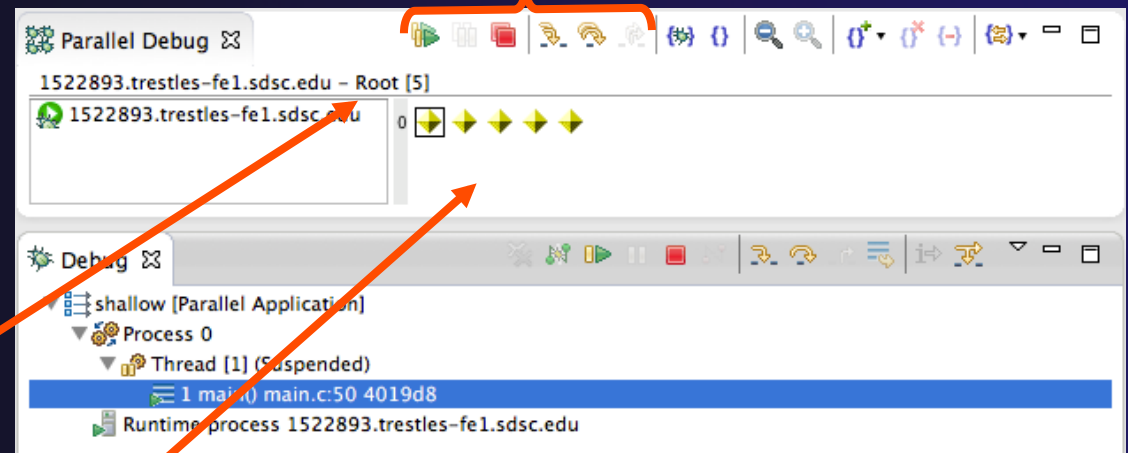 Parallel Debug
1522893.trestles-fe1.sdsc.edu - Root [5]
1522893.trestles-fe1.sdsc.edu
0
Debug
shallow [Parallel Application]
Process 0
Thread [1] (Suspended)
1 main() main.c:50 4019d8
Runtime process 1522893.trestles-fe1.sdsc.edu